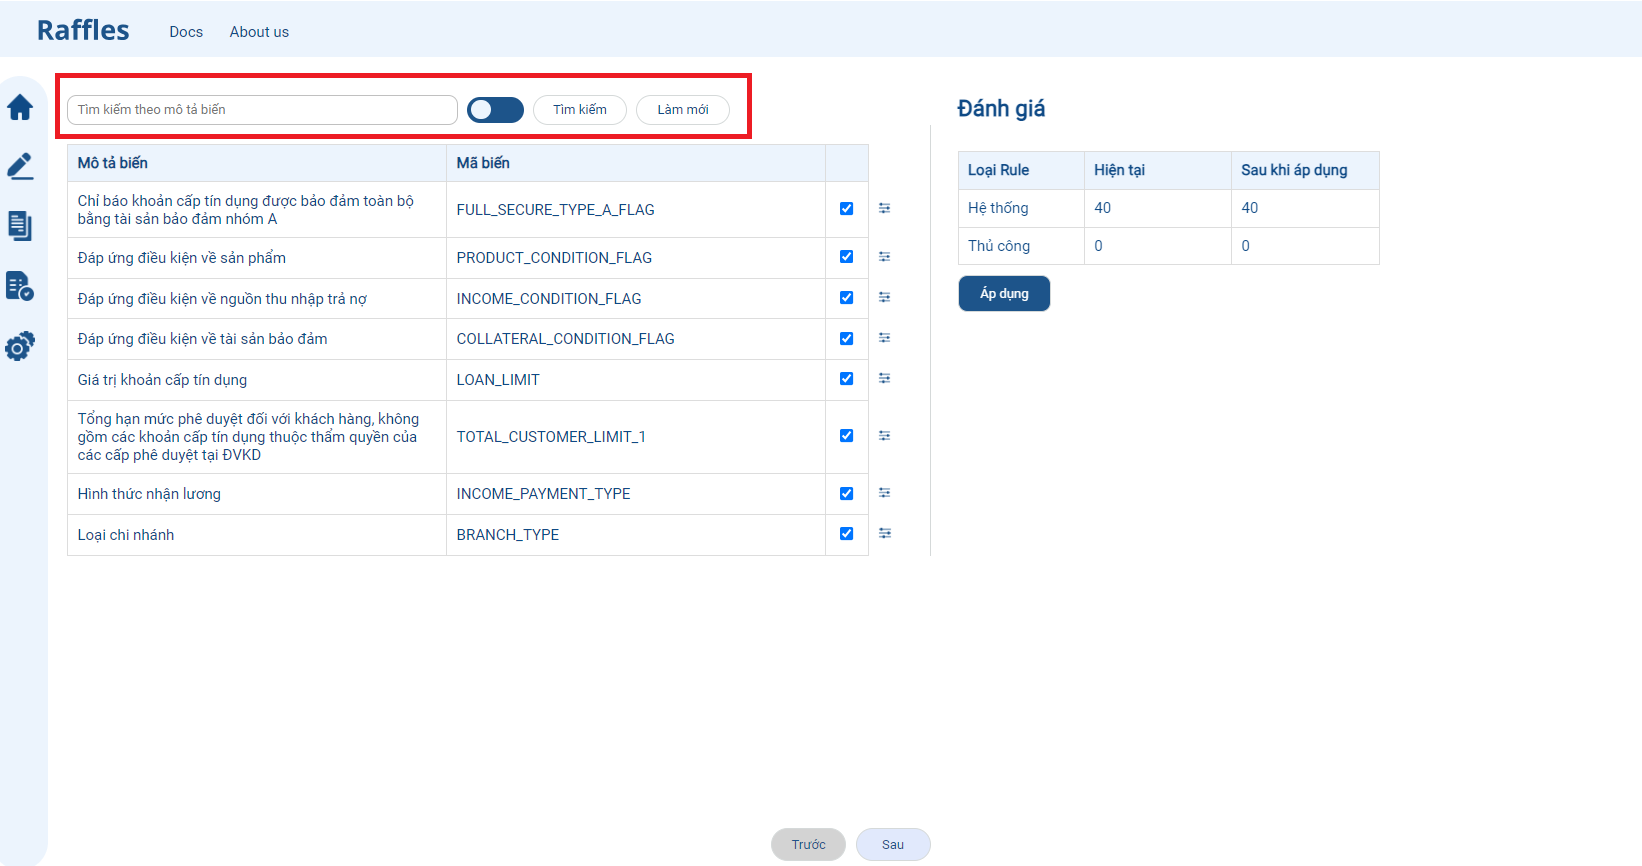 Raffles
Docs
About us
Tìm kiếm theo mô tả biến
Tìm kiếm
Làm mới
Mô tả biến
Mã biến
Chỉ báo khoản cấp tín dụng được bảo đảm toàn bộ
bằng tài sản bảo đảm nhóm A
FULL_SECURE_TYPE_A_FLAG
Đáp ứng điều kiện về sản phẩm
PRODUCT_CONDITION_FLAG
Đáp ứng điều kiện về nguồn thu nhập trả nợ
INCOME_CONDITION_FLAG
Đáp ứng điều kiện về tài sản bảo đảm
COLLATERAL_CONDITION_FLAG
Giá trị khoản cấp tín dụng
LOAN_LIMIT
Tổng hạn mức phê duyệt đối với khách hàng, không
gồm các khoản cấp tín dụng thuộc thẩm quyền của
các cấp phê duyệt tại ĐVKD
TOTAL_CUSTOMER_LIMIT_1
Hình thức nhận lương
INCOME_PAYMENT_TYPE
Loại chi nhánh
BRANCH_TYPE
Đánh giá
Loại Rule
Hiện tại
Sau khi áp dụng
Hệ thống
40
40
Thủ công
0
0
Áp dụng
Trước
Sau